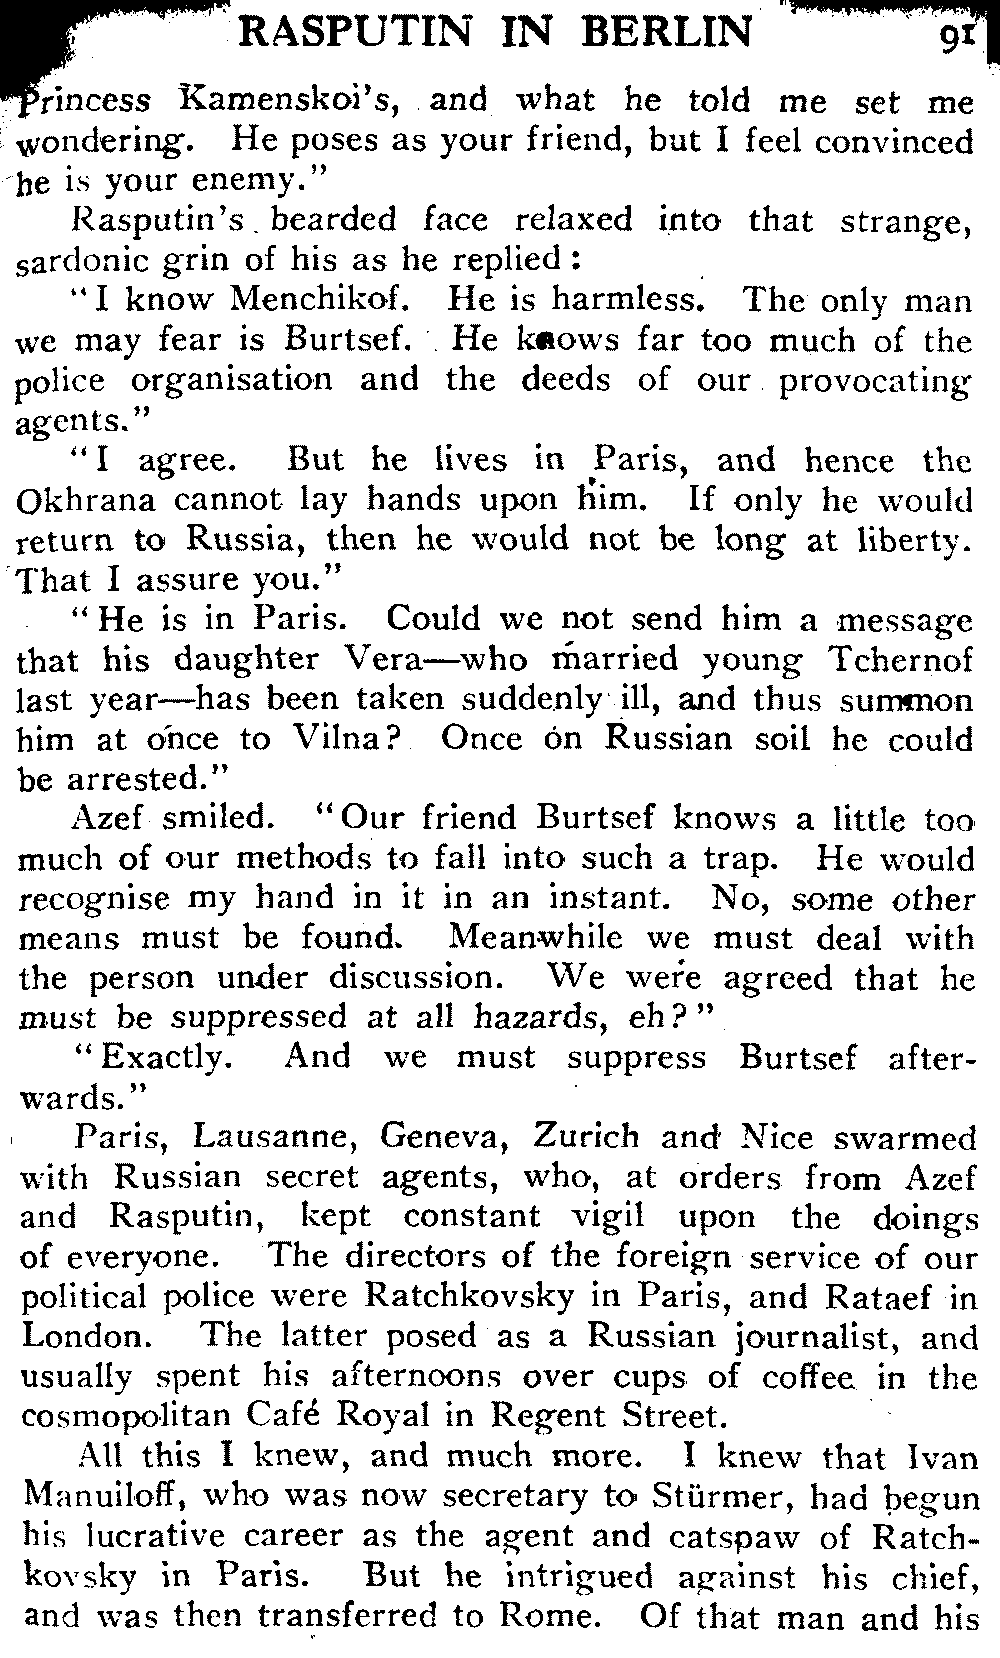 RASPUTIN IN BERLIN 91
Princess Kamenskoi's, and what he told me set me
wondering. He poses as your friend, but I feel convinced
he is your enemy."
Rasputin's bearded face relaxed into that strange,
sardonic grin of his as he replied:
"I know Menchikof. He is harmless. The only man
we may fear is Burtsef. He knows far too much of the
police organisation and the deeds of our provocating
agents."
"I agree. But he lives in Paris, and hence the
Okhrana cannot lay hands upon him. If only he would
return to Russia, then he would not be long at liberty.
That I assure you."
"He is in Paris. Could we not send him a message
that his daughter Vera—who married young Tchernof
last year—has been taken suddenly ill, and thus summon
him at once to Vilna? Once on Russian soil he could
be arrested."
Azef smiled. "Our friend Burtsef knows a little too
much of our methods to fall into such a trap. He would
recognise my hand in it in an instant. No, some other
means must be found. Meanwhile we must deal with
the person under discussion. We were agreed that he
must be suppressed at all hazards, eh?"
"Exactly. And we must suppress Burtsef after-
wards."
Paris, Lausanne, Geneva, Zurich and Nice swarmed
with Russian secret agents, who, at orders from Azef
and Rasputin, kept constant vigil upon the doings
of everyone. The directors of the foreign service of our
political police were Ratchkovsky in Paris, and Rataef in
London. The latter posed as a Russian journalist, and
usually spent his afternoons over cups of coffee in the
cosmopolitan Café Royal in Regent Street.
All this I knew, and much more. I knew that Ivan
Manuiloff, who was now secretary to Stürmer, had begun
his lucrative career as the agent and catspaw of Ratch-
kovsky in Paris. But he intrigued against his chief,
and was then transferred to Rome. Of that man and his